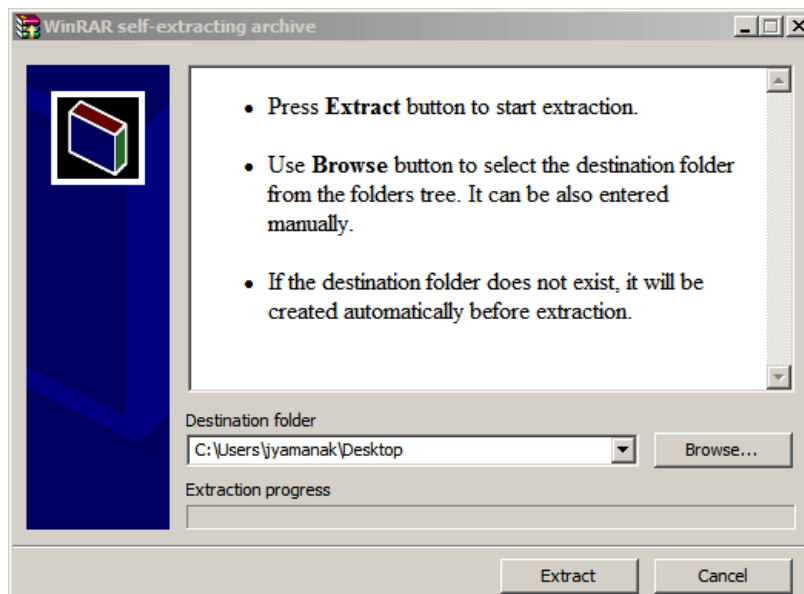 WinRAR self-extracting archive
• Press Extract button to start extraction.
• Use Browse button to select the destination folder
from the folders tree. It can be also entered
manually.
• If the destination folder does not exist, it will be
created automatically before extraction.
Destination folder
C:\Users\jyamanak\Desktop
Browse...
Extraction progress
Extract
Cancel